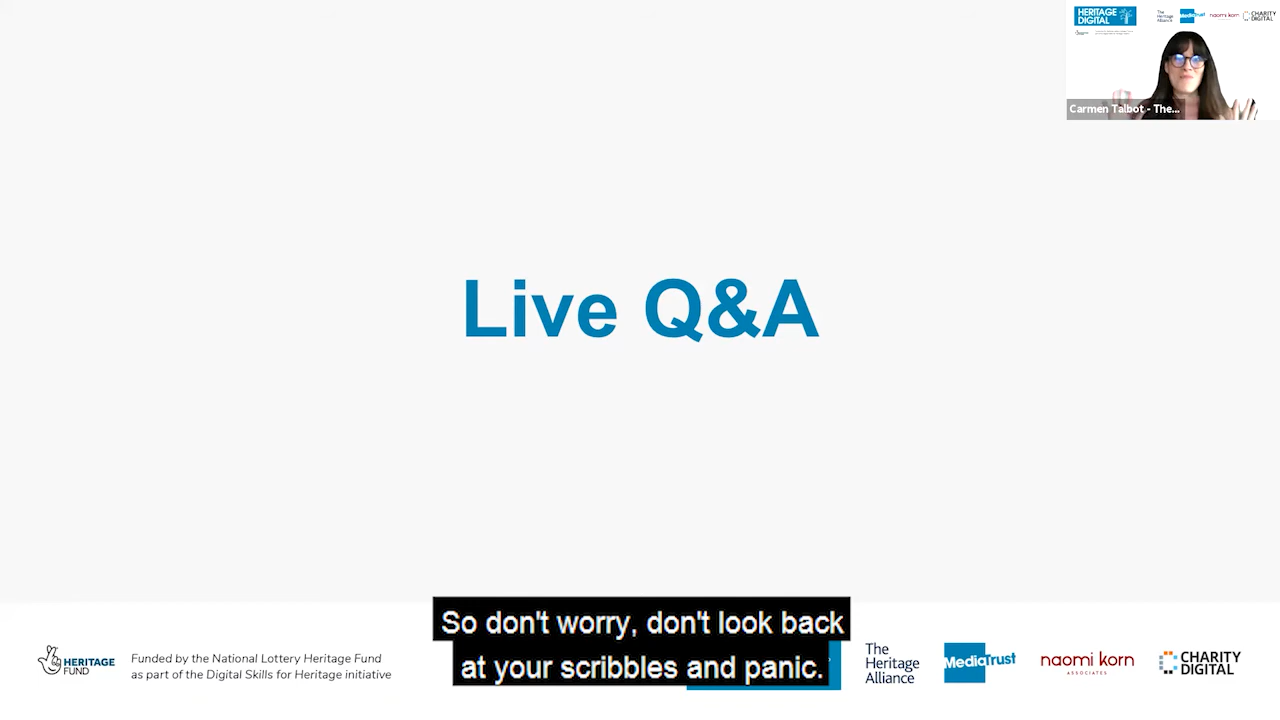 HERITAGE
DIGITAL
The
Heritage
Alliance
MediaTrust
naomi korn
CHARITY
DIGITAL
Carmen Talbot - The...
Live Q&A
So don't worry, don't look back
at your scribbles and panic.
HERITAGE
FUND
Funded by the National Lottery Heritage Fund
as part of the Digital Skills for Heritage initiative
The
Heritage
Alliance
MediaTrust
naomi korn
ASSOCIATES
CHARITY
DIGITAL